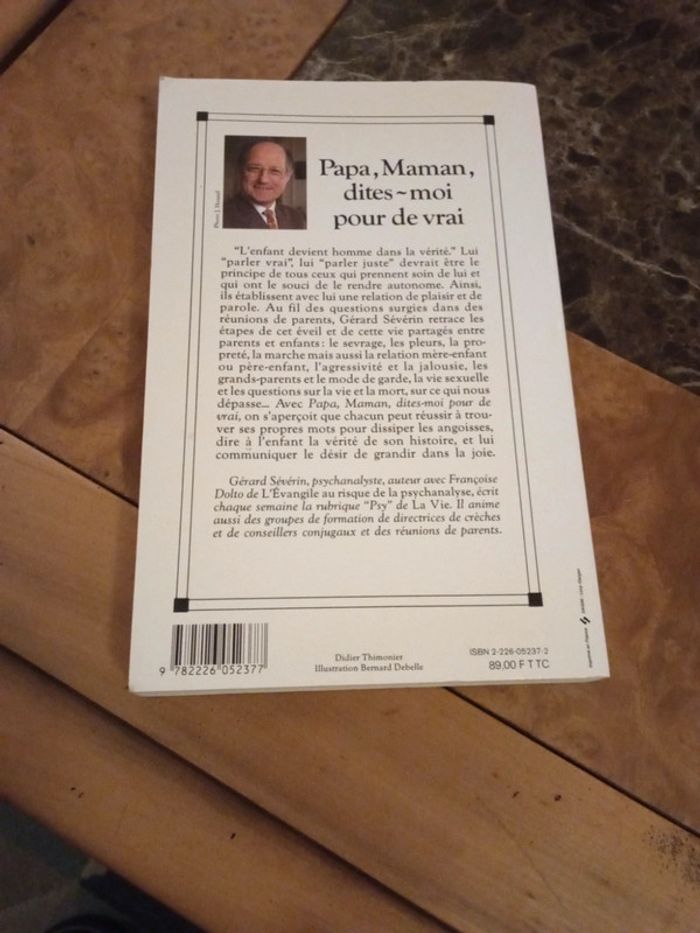 Papa, Maman,
dites~moi
pour de vrai
"L'enfant devient homme dans la vérité." Lui
"parler vrai", lui "parler juste" devrait être le
principe de tous ceux qui prennent soin de lui et
qui ont le souci de le rendre autonome. Ainsi,
ils établissent avec lui une relation de plaisir et de
parole. Au fil des questions surgies dans des
réunions de parents, Gérard Sévérin retrace les
étapes de cet éveil et de cette vie partagés entre
parents et enfants : le sevrage, les pleurs, la pro-
preté, la marche mais aussi la relation mère-enfant
ou père-enfant, l'agressivité et la jalousie, les
grands-parents et le mode de garde, la vie sexuelle
et les questions sur la vie et la mort, sur ce qui nous
dépasse... Avec Papa, Maman, dites-moi pour de
vrai, on s'aperçoit que chacun peut réussir à trou-
ver ses propres mots pour dissiper les angoisses,
dire à l'enfant la vérité de son histoire, et lui
communiquer le désir de grandir dans la joie.
Gérard Sévérin, psychanalyste, auteur avec Françoise
Dolto de L'Évangile au risque de la psychanalyse, écrit
chaque semaine la rubrique "Psy" de La Vie. Il anime
aussi des groupes de formation de directrices de crèches
et de conseillers conjugaux et des réunions de parents.
9 782226 052377
Didier Thimonier
Illustration Bernard Debelle
ISBN 2-226-05237-2
89,00 F TTC